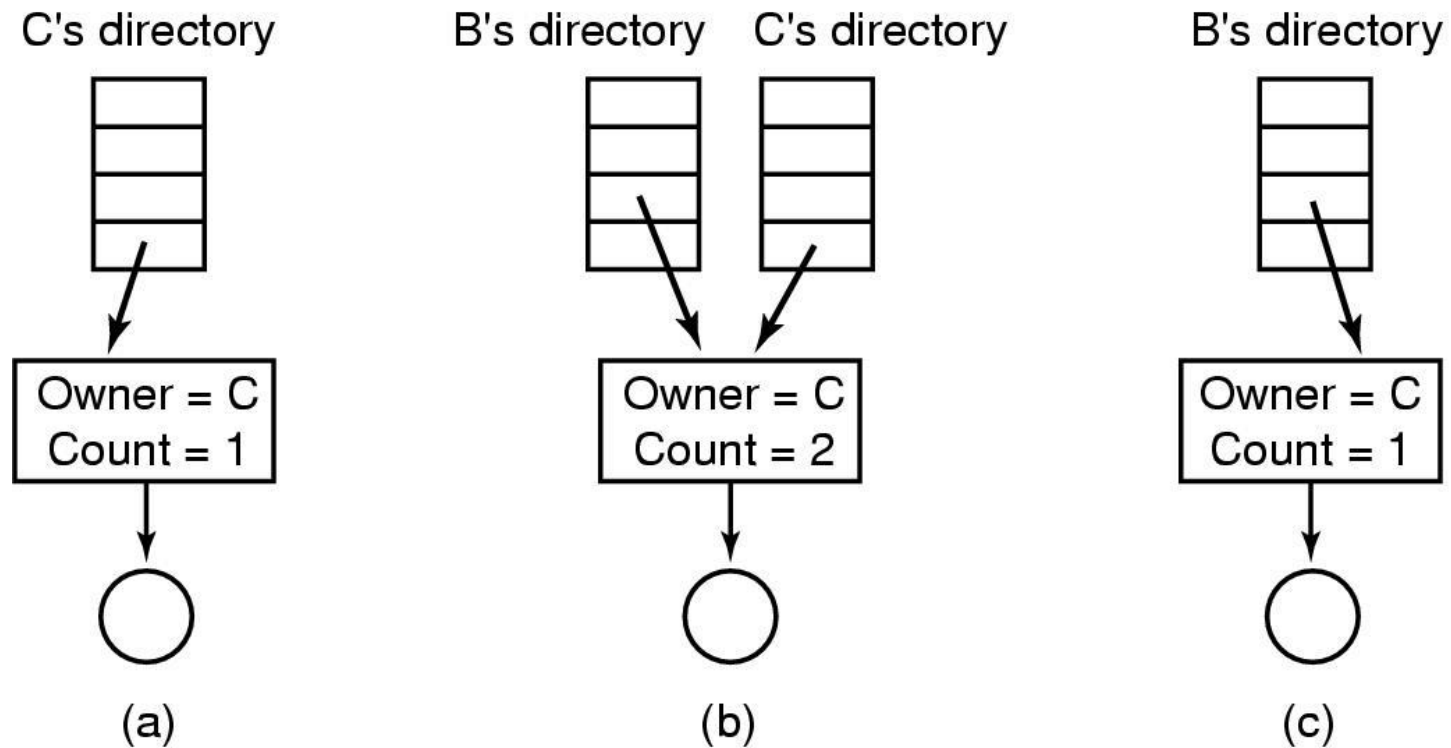 C's directory
B's directory
C's directory
B's directory
Owner = C
Count = 1
Owner = C
Count = 2
Owner = C
Count = 1
(a)
(b)
(c)